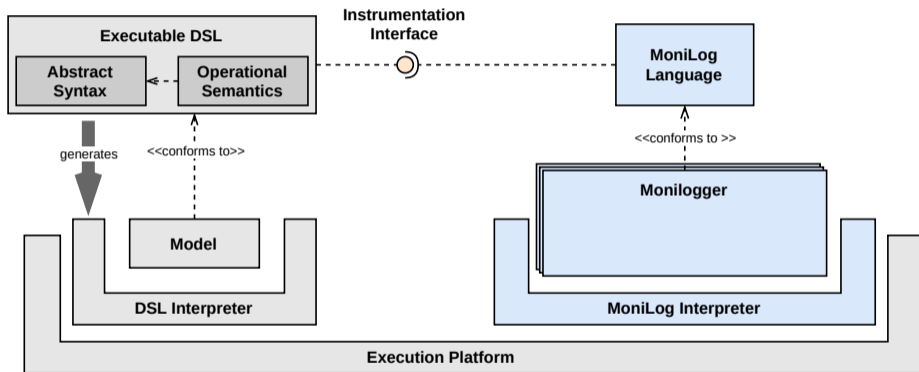 Instrumentation
Interface
Executable DSL
Abstract
Syntax
Operational
Semantics
MoniLog
Language
generates
<<conforms to>>
<<conforms to >>
Monilogger
Model
DSL Interpreter
MoniLog Interpreter
Execution Platform